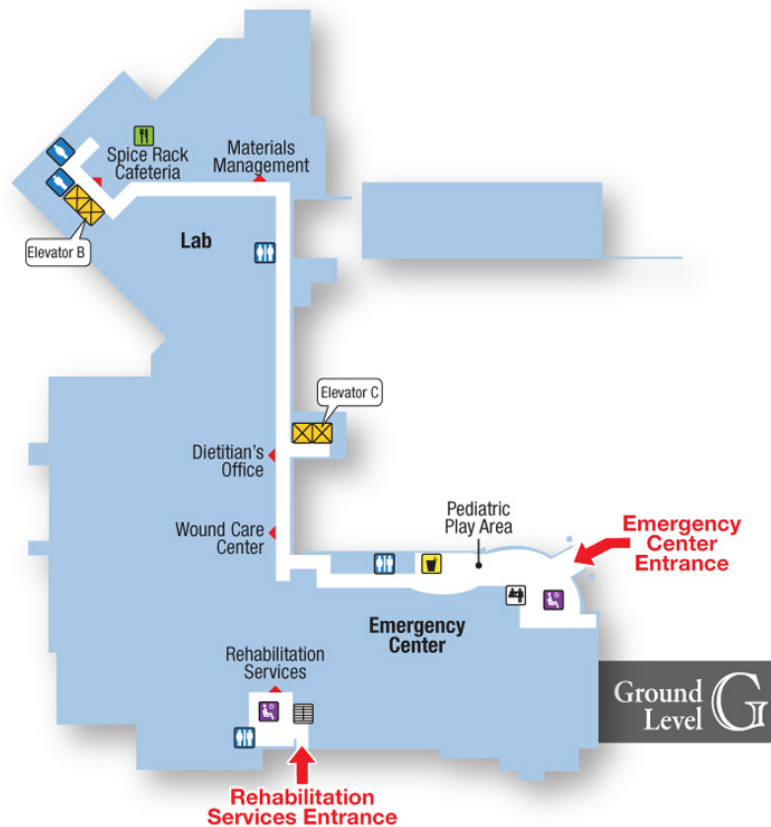 Spice Rack
Cafeteria
Materials
Management
Elevator B
Lab
Elevator C
Dietitian's
Office
Wound Care
Center
Pediatric
Play Area
Emergency
Center
Entrance
Emergency
Center
Rehabilitation
Services
Ground
Level G
Rehabilitation
Services Entrance